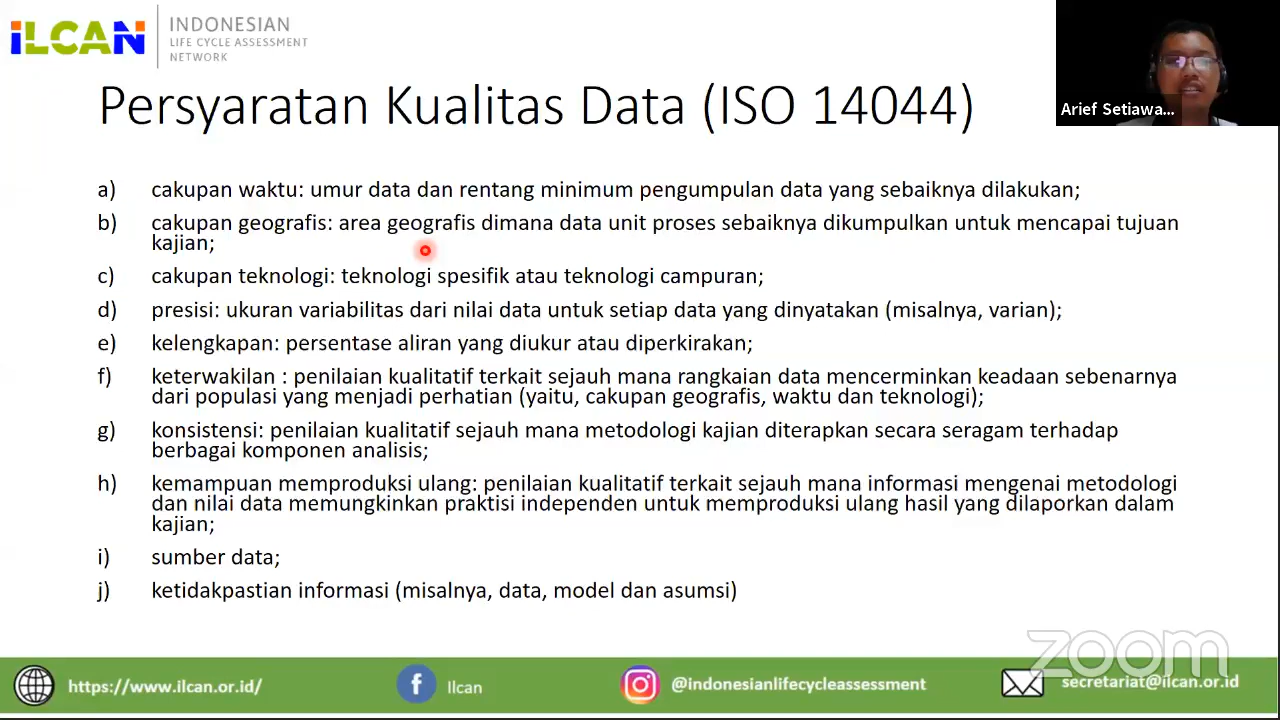 iLCAN
INDONESIAN
LIFE CYCLE ASSESSMENT
NETWORK
Persyaratan Kualitas Data (ISO 14044)
Arief Setiawa...
a) cakupan waktu: umur data dan rentang minimum pengumpulan data yang sebaiknya dilakukan;
b) cakupan geografis: area geografis dimana data unit proses sebaiknya dikumpulkan untuk mencapai tujuan
kajian;
c) cakupan teknologi: teknologi spesifik atau teknologi campuran;
d) presisi: ukuran variabilitas dari nilai data untuk setiap data yang dinyatakan (misalnya, varian);
e) kelengkapan: persentase aliran yang diukur atau diperkirakan;
f) keterwakilan : penilaian kualitatif terkait sejauh mana rangkaian data mencerminkan keadaan sebenarnya
dari populasi yang menjadi perhatian (yaitu, cakupan geografis, waktu dan teknologi);
g) konsistensi: penilaian kualitatif sejauh mana metodologi kajian diterapkan secara seragam terhadap
berbagai komponen analisis;
h) kemampuan memproduksi ulang: penilaian kualitatif terkait sejauh mana informasi mengenai metodologi
dan nilai data memungkinkan praktisi independen untuk memproduksi ulang hasil yang dilaporkan dalam
kajian;
i) sumber data;
j) ketidakpastian informasi (misalnya, data, model dan asumsi)
zoom
https://www.ilcan.or.id/
f
Ilcan
@indonesianlifecycleassessment
secretariat@ilcan.or.id